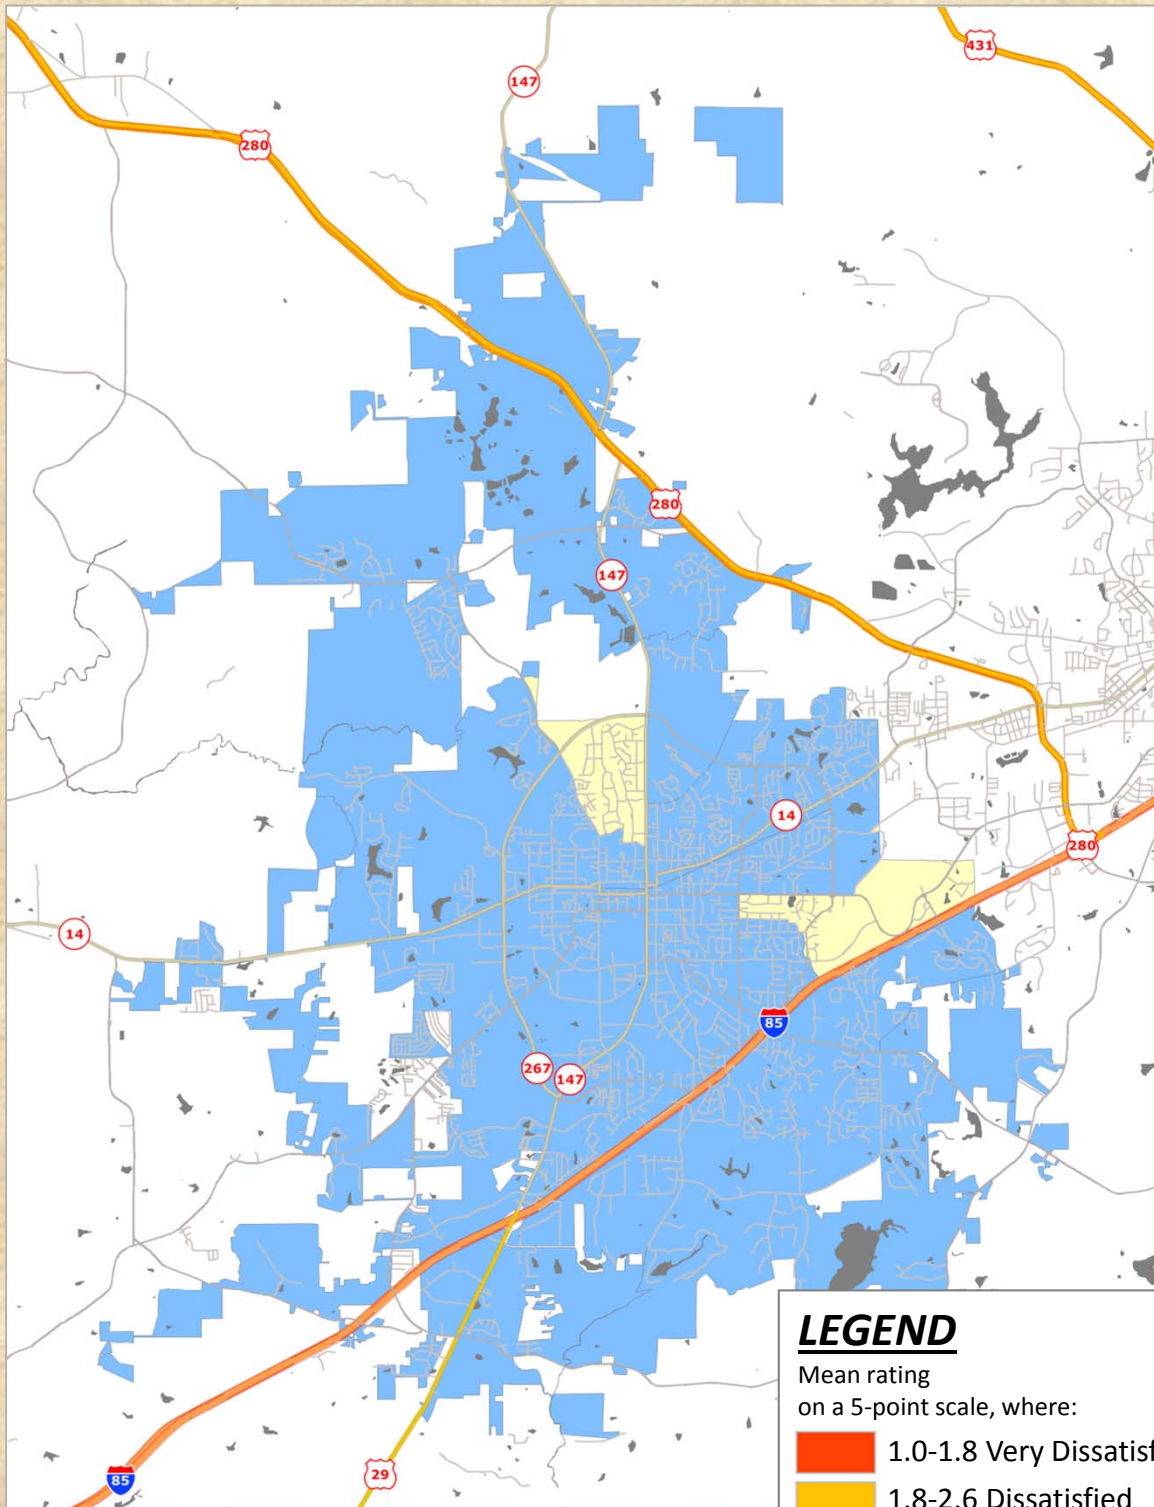 431
147
280
280
147
14
280
14
85
267
147
85
29
LEGEND
Mean rating
on a 5-point scale, where:
1.0-1.8 Very Dissatisf
1.8-2.6 Dissatisfied